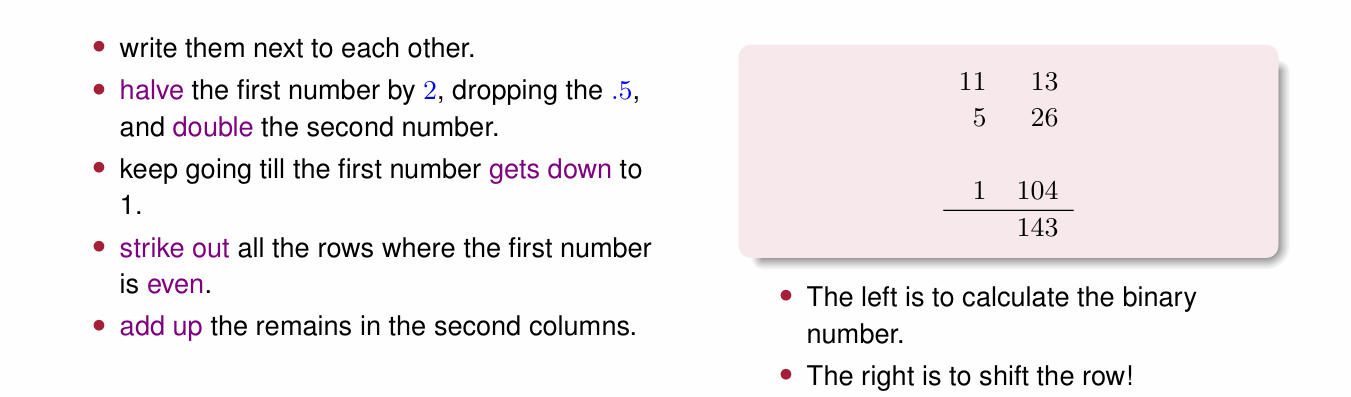 • write them next to each other.
• halve the first number by 2, dropping the .5,
and double the second number.
• keep going till the first number gets down to
1.
• strike out all the rows where the first number
is even.
• add up the remains in the second columns.
11 13
5 26
1 104
143
• The left is to calculate the binary
number.
• The right is to shift the row!